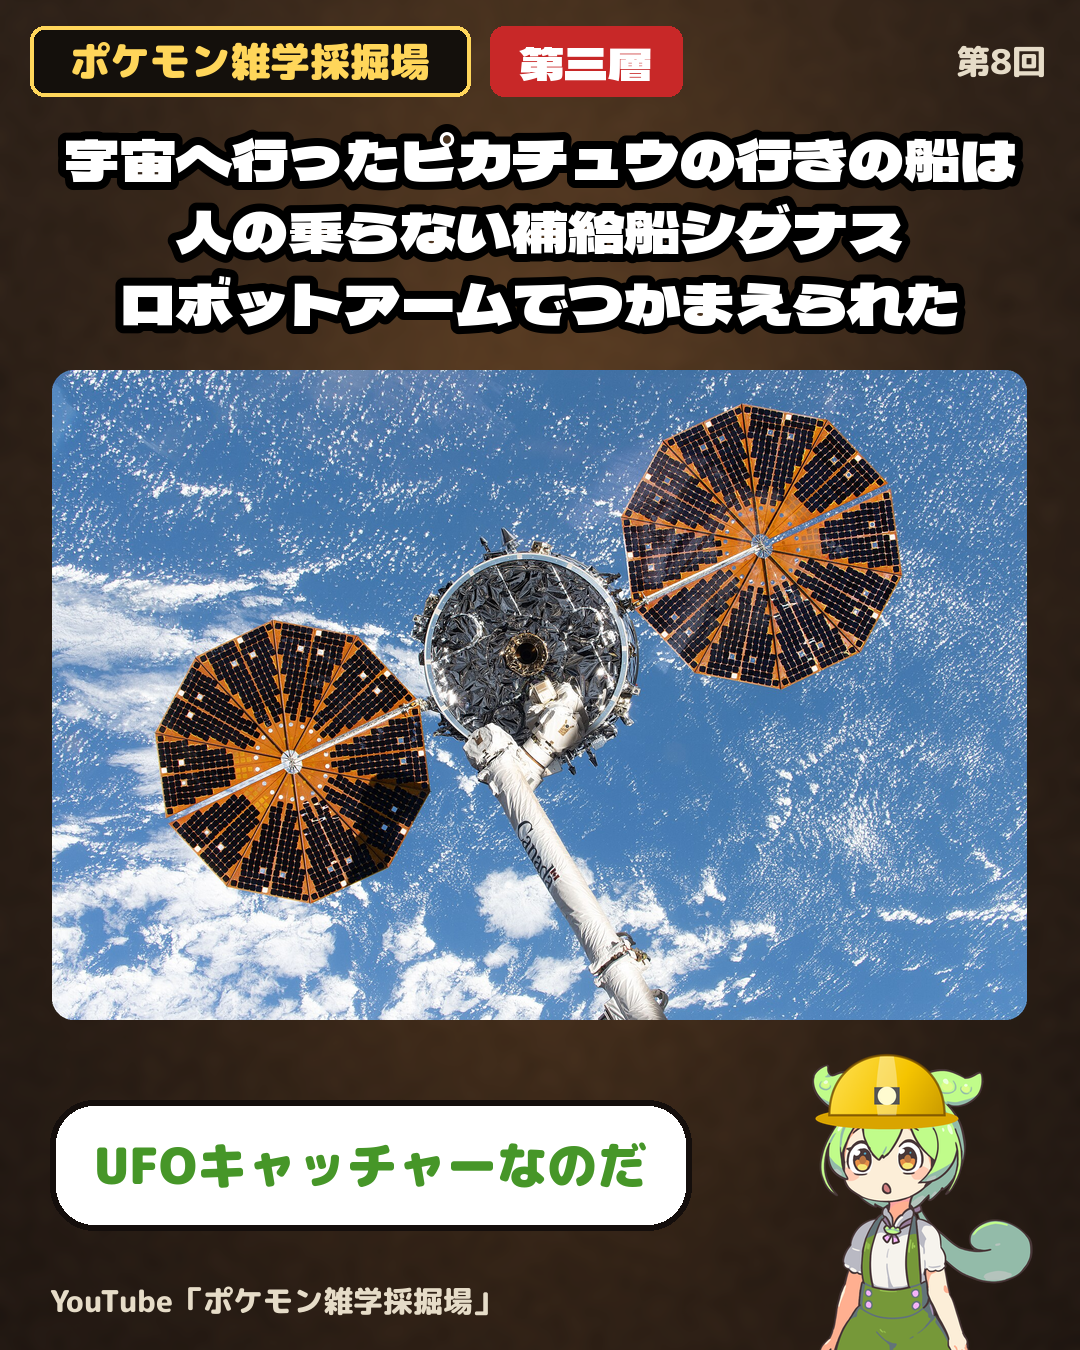 ポケモン雑学採掘場
第三層
第8回
宇宙へ行ったピカチュウの行きの船は
人の乗らない補給船シグナス
ロボットアームでつかまえられた
Canada
UFOキャッチャーなのだ
YouTube「ポケモン雑学採掘場」